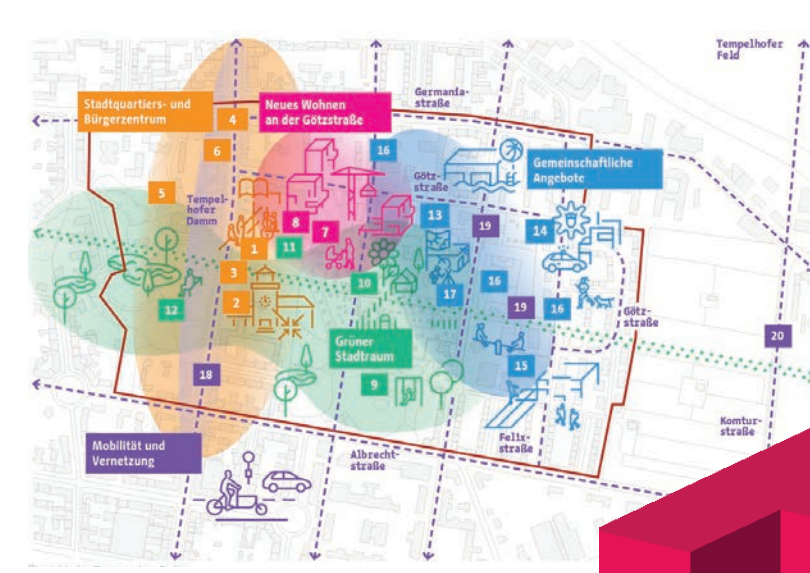 Tempelhofer
Feld
Germania-
straße
Stadtquartiers- und
Bürgerzentrum
Neues Wohnen
an der Götzstraße
4
6
16
Gemeinschaftliche
Angebote
Götz-
straße
5
Tempel-
hofer
Damm
13
8
7
19
14
1
11
3
10
16
17
2
12
19
16
Götz-
straße
Grüner
Stadtraum
20
18
9
15
Mobilität und
Vernetzung
Albrecht-
straße
Felix-
straße
Komtur-
straße